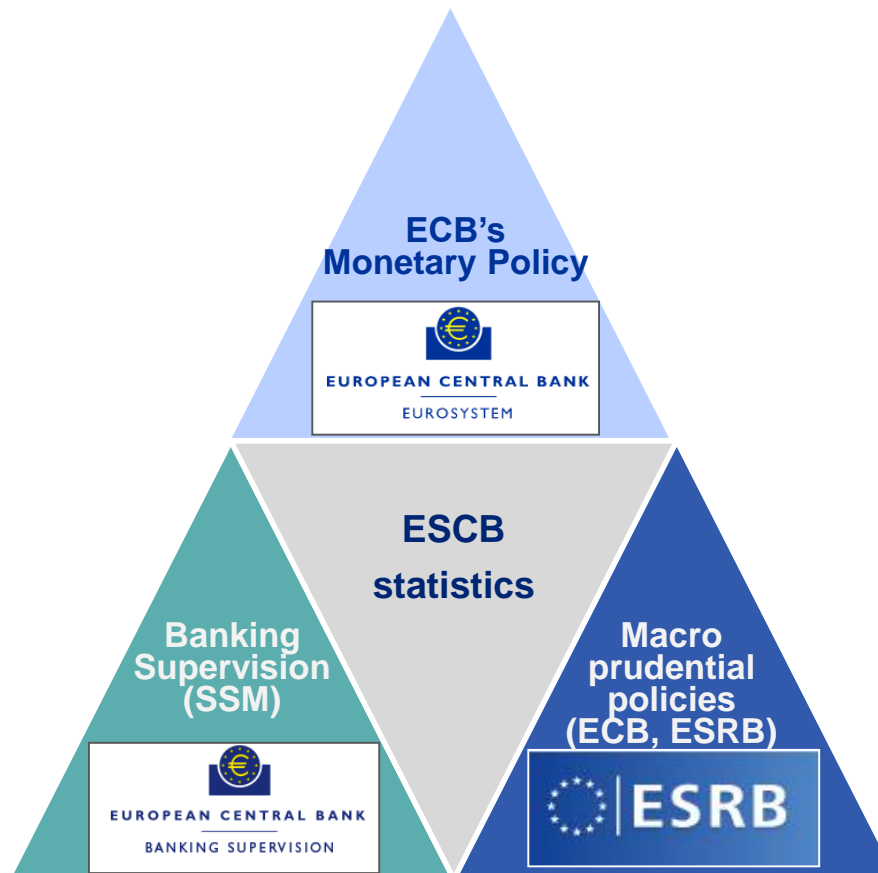 ECB’s
Monetary Policy
€
EUROPEAN CENTRAL BANK
EUROSYSTEM
ESCB
statistics
Banking
Supervision
(SSM)
€
EUROPEAN CENTRAL BANK
BANKING SUPERVISION
Macro
prudential
policies
(ECB, ESRB)
ESRB